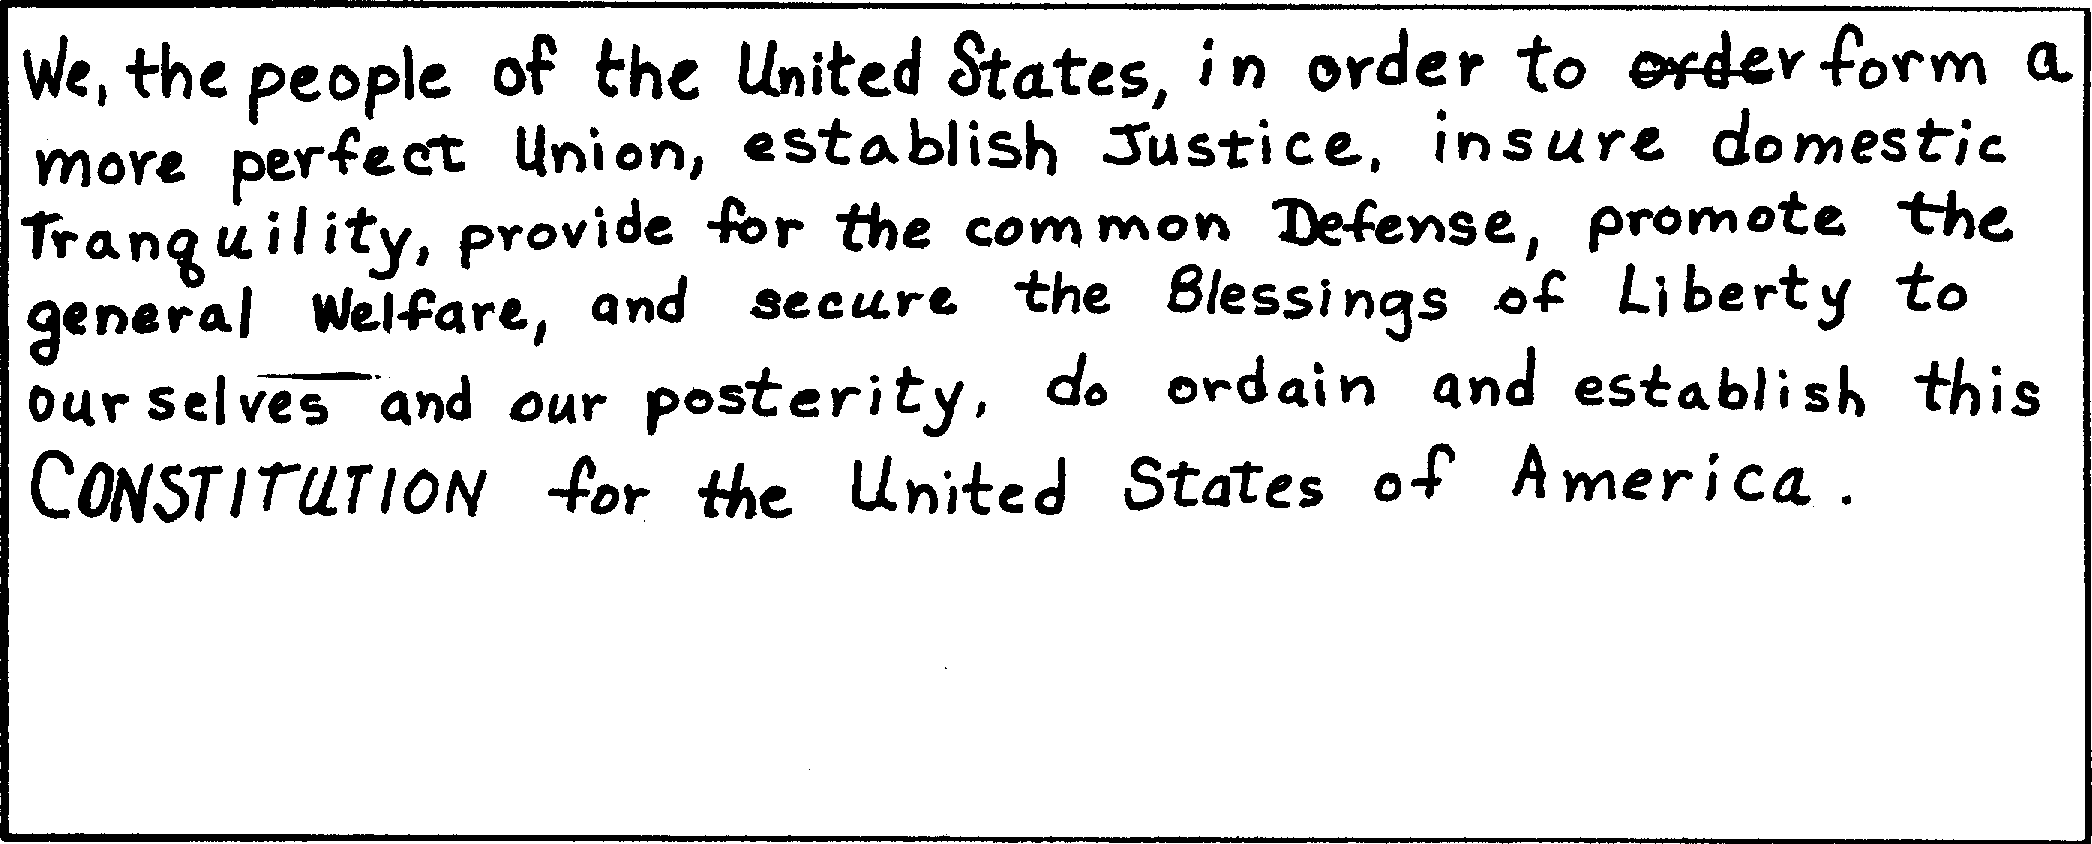 We, the people of the United States, in order to order form a
more perfect Union, establish Justice, insure domestic
Tranquility, provide for the common Defense, promote the
general Welfare, and secure the Blessings of Liberty to
ourselves and our posterity, do ordain and establish this
CONSTITUTION for the United States of America.